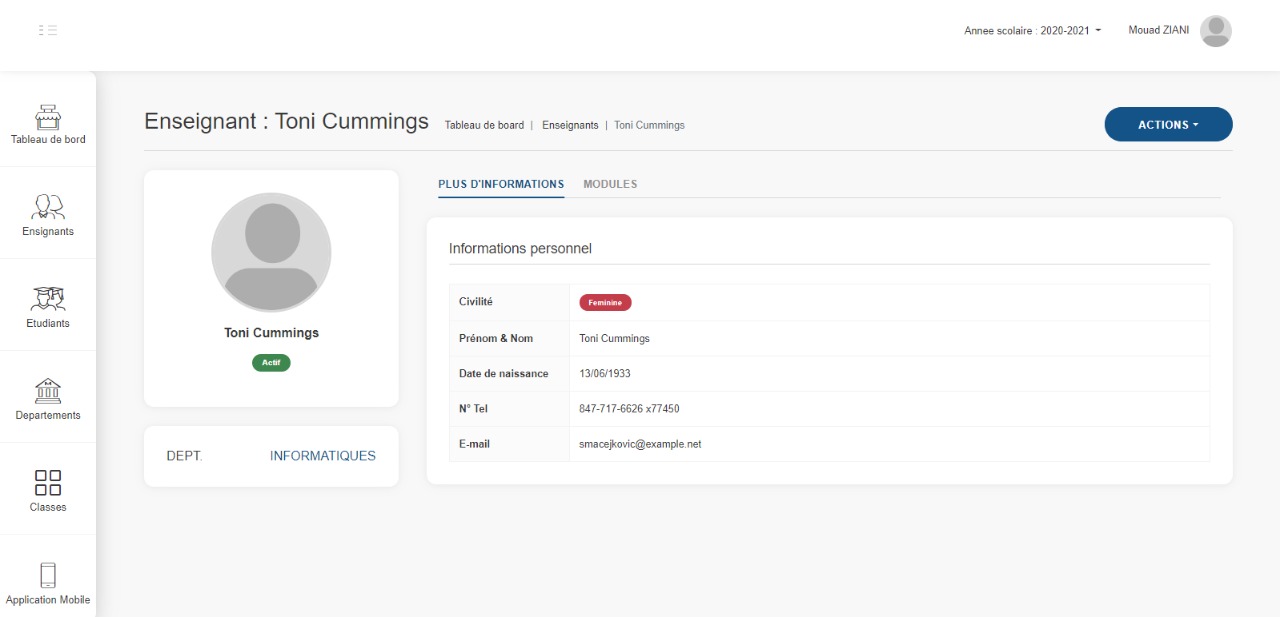 Annee scolaire : 2020-2021
Mouad ZIANI
Tableau de bord
Ensignants
Etudiants
Departements
Classes
Application Mobile
Enseignant : Toni Cummings
Tableau de bord | Enseignants | Toni Cummings
ACTIONS
Toni Cummings
Actif
DEPT. INFORMATIQUES
PLUS D'INFORMATIONS MODULES
Informations personnel
Civilité Feminine
Prénom & Nom Toni Cummings
Date de naissance 13/06/1933
N° Tel 847-717-6626 x77450
E-mail smacejkovic@example.net